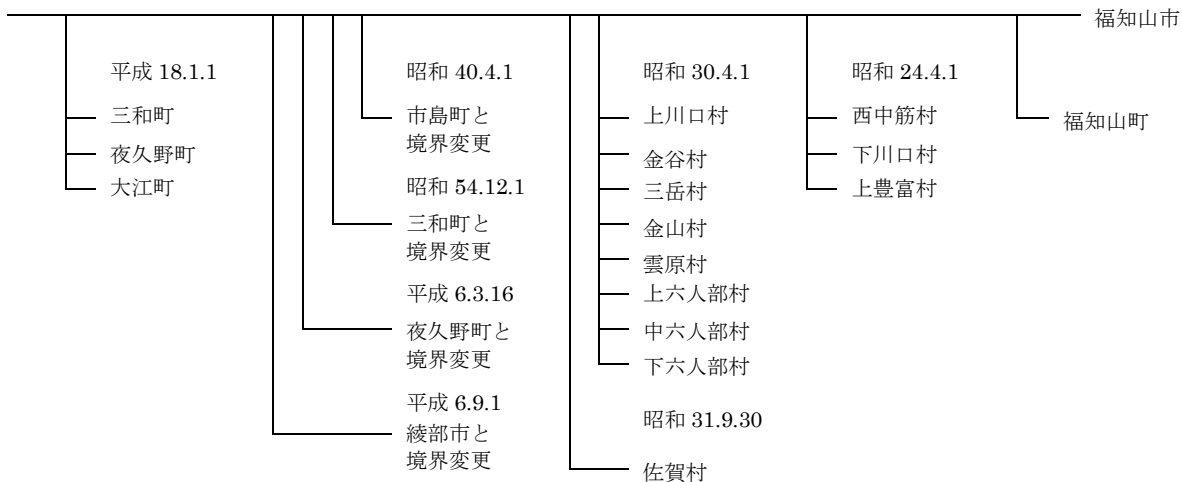 福知山市
平成 18.1.1
三和町
夜久野町
大江町
昭和 40.4.1
市島町と
境界変更
昭和 54.12.1
三和町と
境界変更
平成 6.3.16
夜久野町と
境界変更
平成 6.9.1
綾部市と
境界変更
昭和 30.4.1
上川口村
金谷村
三岳村
金山村
雲原村
上六人部村
中六人部村
下六人部村
昭和 31.9.30
佐賀村
昭和 24.4.1
西中筋村
下川口村
上豊富村
福知山町